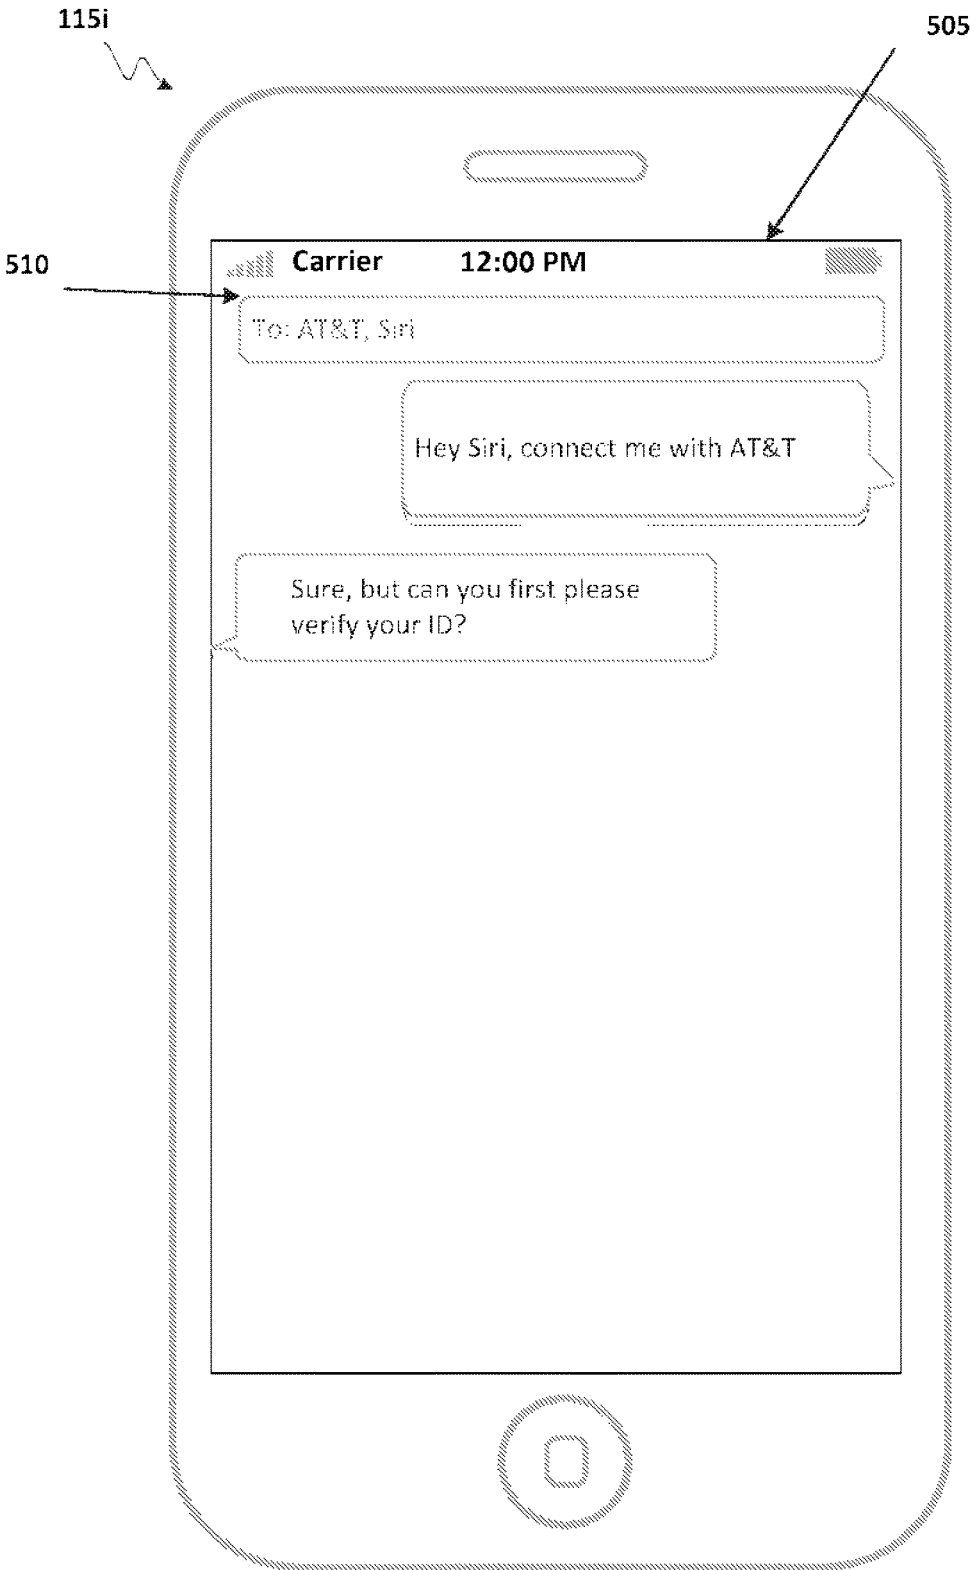 115i
505
510
Carrier 12:00 PM
To: AT&T, Siri
Hey Siri, connect me with AT&T
Sure, but can you first please
verify your ID?